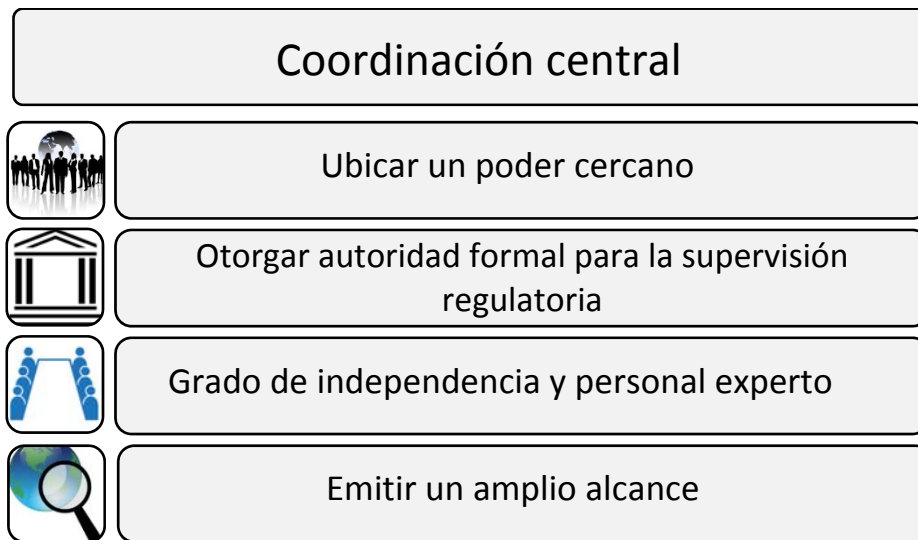 Coordinación central
Ubicar un poder cercano
Otorgar autoridad formal para la supervisión
regulatoria
Grado de independencia y personal experto
Emitir un amplio alcance